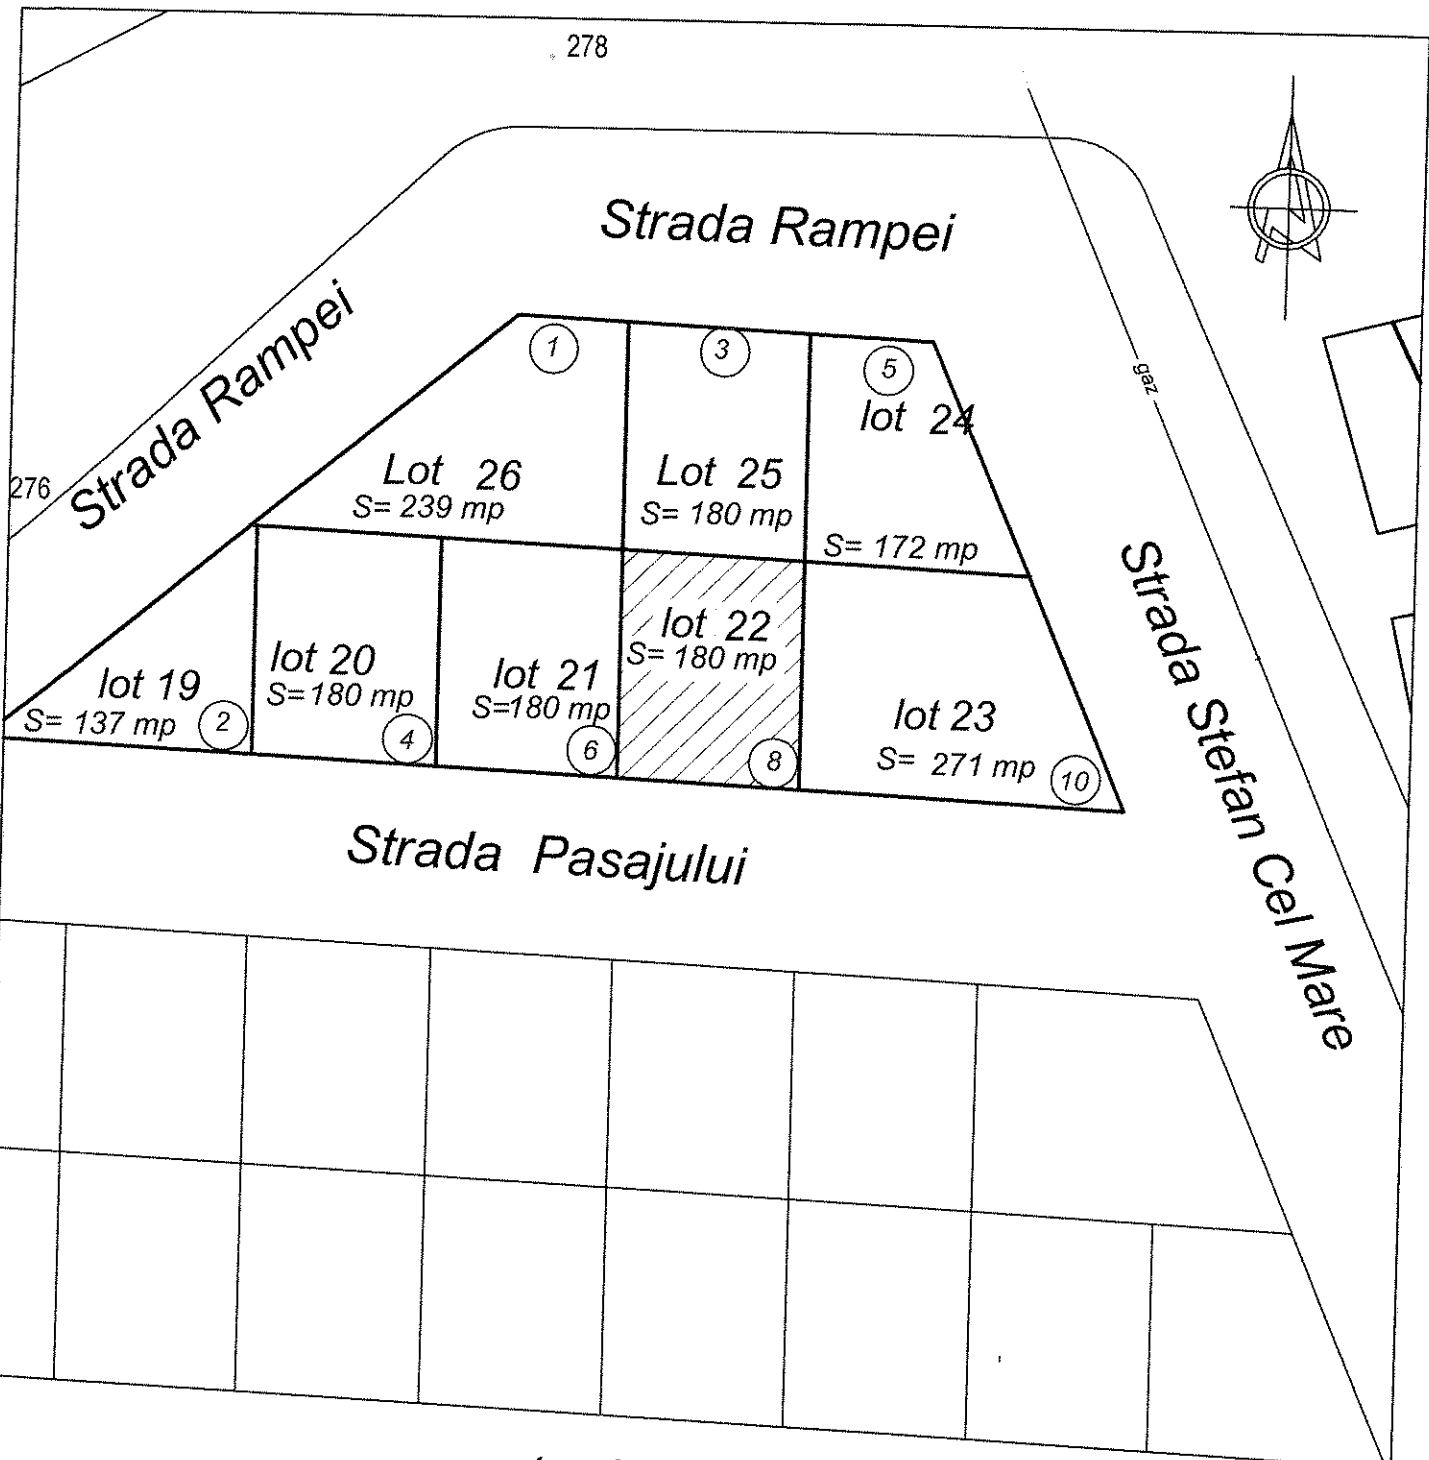 278
Strada Rampei
Strada Rampei
276
1
3
5
lot 24
gaz
Lot 26
S= 239 mp
Lot 25
S= 180 mp
S= 172 mp
lot 19
S= 137 mp
2
lot 20
S=180 mp
4
lot 21
S=180 mp
6
lot 22
S= 180 mp
8
lot 23
S= 271 mp
10
Strada Stefan Cel Mare
Strada Pasajului